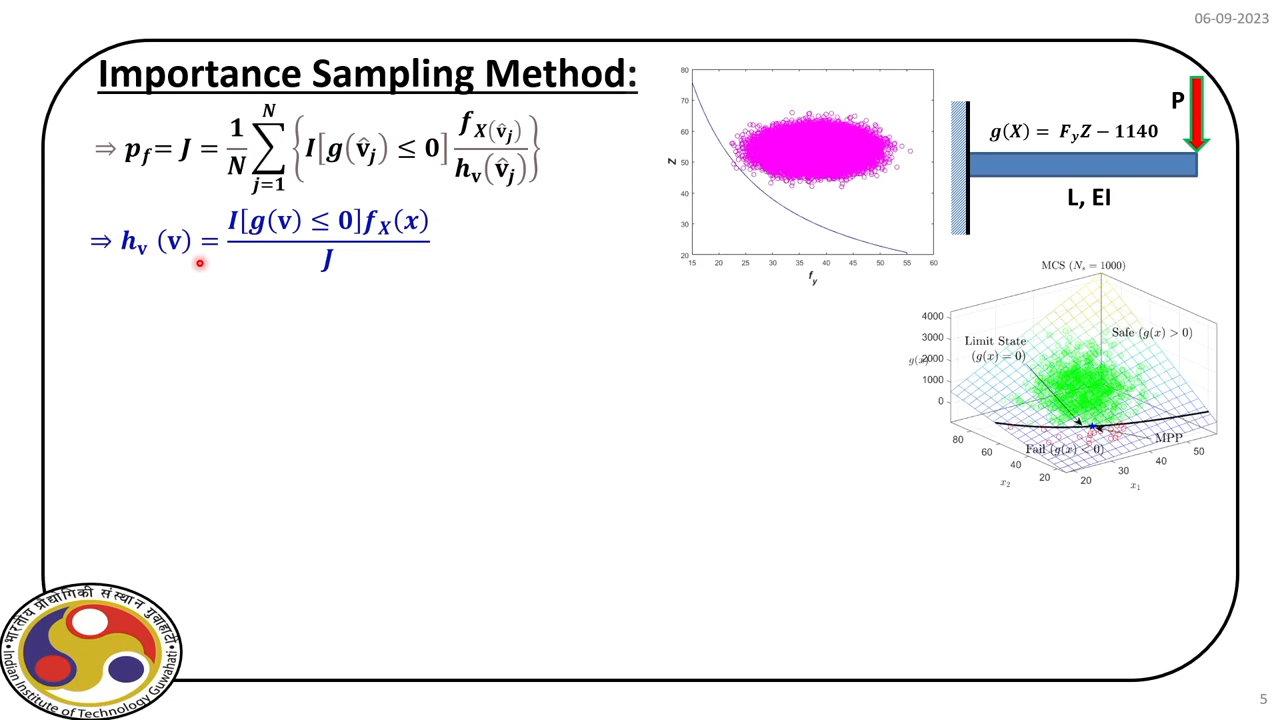 06-09-2023
Importance Sampling Method:
⇒ p_f = J = 1/N ∑_{j=1}^{N} { I[g(v̂_j) ≤ 0] f_X(v̂_j) / h_v(v̂_j) }
⇒ h_v (v) = I[g(v) ≤ 0] f_X(x) / J
80
70
60
50
40
30
20
Z
15 20 25 30 35 40 45 50 55 60
f_y
P
g(X) = F_yZ − 1140
L, EI
MCS (N_s = 1000)
4000
3000
2000
1000
0
g(x)
Limit State
(g(x) = 0)
Safe (g(x) > 0)
Fail (g(x) < 0)
MPP
80
60
40
20
x_2
20
30
40
50
x_1
भारतीय प्रौद्योगिकी संस्थान गुवाहाटी
Indian Institute of Technology Guwahati
5